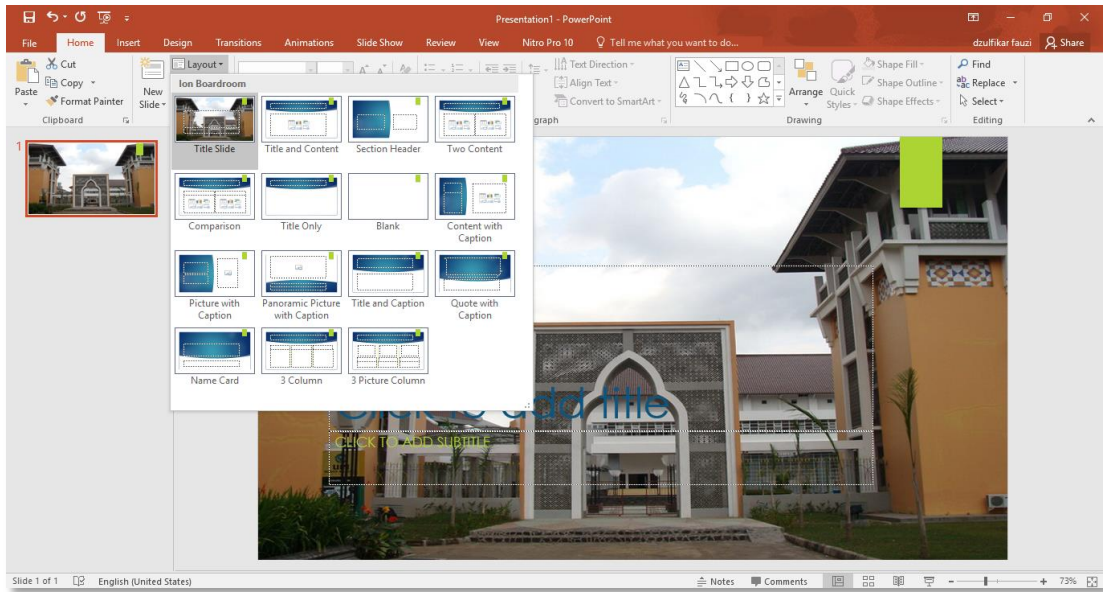 Presentation1 - PowerPoint
File Home Insert Design Transitions Animations Slide Show Review View Nitro Pro 10 Tell me what you want to do... dzulfikar fauzi Share
Paste
Cut
Copy
Format Painter
Clipboard
New
Slide
Layout
Text Direction
Align Text
Convert to SmartArt
graph
Arrange
Quick
Styles
Shape Fill
Shape Outline
Shape Effects
Drawing
Find
Replace
Select
Editing
Ion Boardroom
Title Slide Title and Content Section Header Two Content
Comparison Title Only Blank Content with
Caption
Picture with Panoramic Picture Title and Caption Quote with
Caption with Caption Caption
Name Card 3 Column 3 Picture Column
1
Click to add title
CLICK TO ADD SUBTITLE
Slide 1 of 1 English (United States) Notes Comments 73%